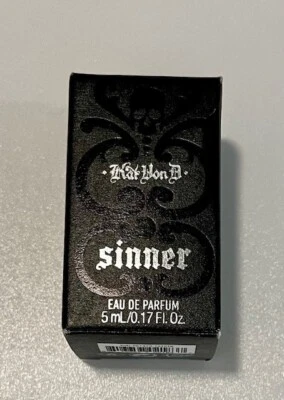 ·Kat Von D·
sinner
EAU DE PARFUM
5 mL/0.17 Fl. Oz.